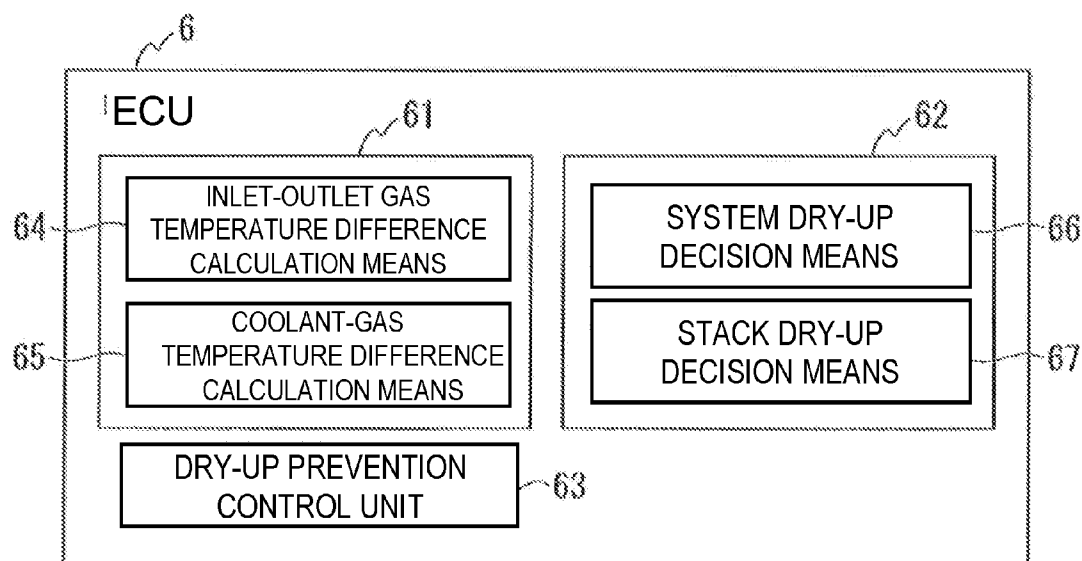 6
ECU
61
62
64
INLET-OUTLET GAS
TEMPERATURE DIFFERENCE
CALCULATION MEANS
SYSTEM DRY-UP
DECISION MEANS
66
65
COOLANT-GAS
TEMPERATURE DIFFERENCE
CALCULATION MEANS
STACK DRY-UP
DECISION MEANS
67
DRY-UP PREVENTION
CONTROL UNIT
63